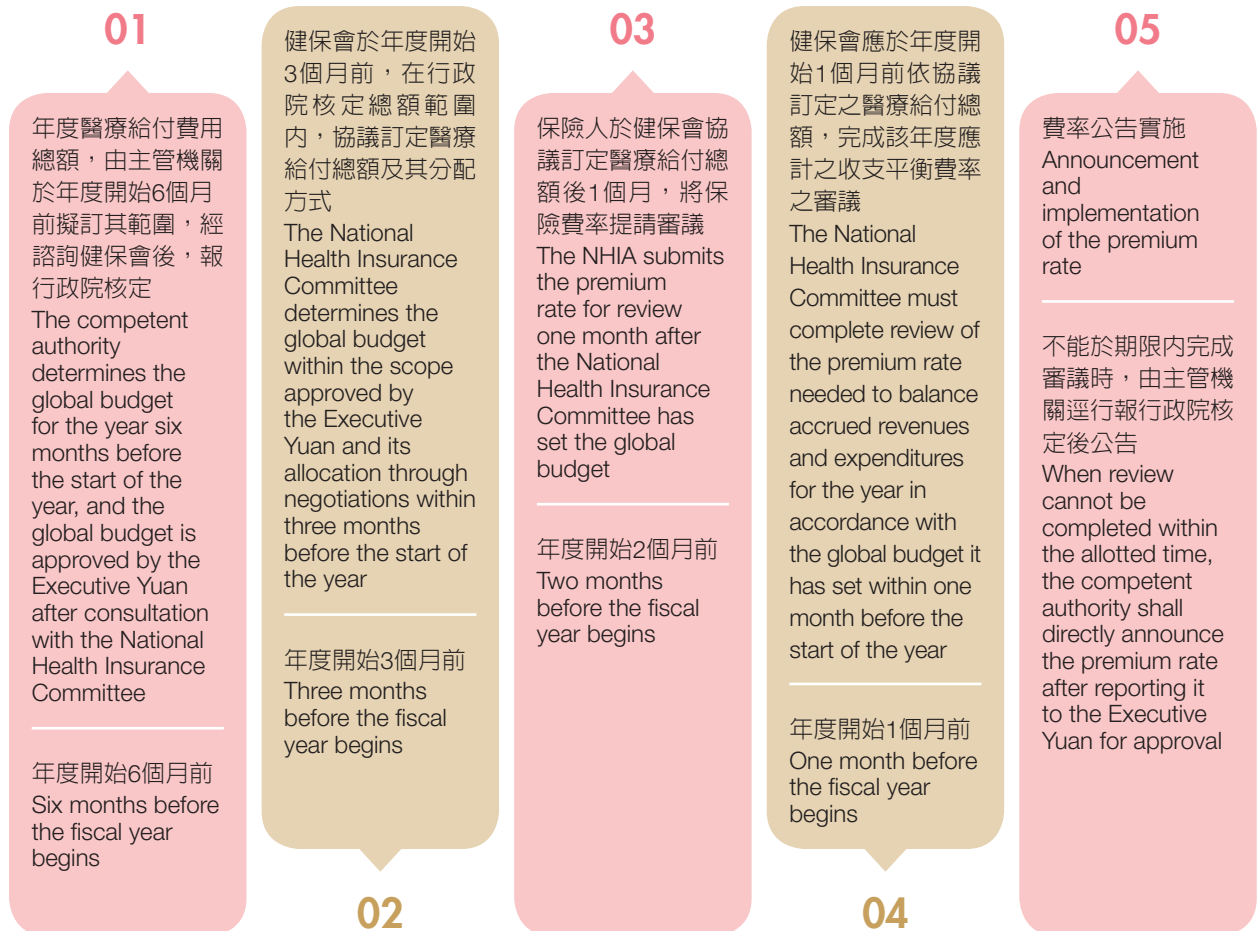 01
年度醫療給付費用
總額，由主管機關
於年度開始6個月
前擬訂其範圍，經
諮詢健保會後，報
行政院核定
The competent
authority
determines the
global budget
for the year six
months before
the start of the
year, and the
global budget is
approved by the
Executive Yuan
after consultation
with the National
Health Insurance
Committee
年度開始6個月前
Six months before
the fiscal year
begins
健保會於年度開始
3個月前，在行政
院核定總額範圍
內，協議訂定醫療
給付總額及其分配
方式
The National
Health Insurance
Committee
determines the
global budget
within the scope
approved by
the Executive
Yuan and its
allocation through
negotiations within
three months
before the start of
the year
年度開始3個月前
Three months
before the fiscal
year begins
02
03
保險人於健保會協
議訂定醫療給付總
額後1個月，將保
險費率提請審議
The NHIA submits
the premium
rate for review
one month after
the National
Health Insurance
Committee has
set the global
budget
年度開始2個月前
Two months
before the fiscal
year begins
健保會應於年度開
始1個月前依協議
訂定之醫療給付總
額，完成該年度應
計之收支平衡費率
之審議
The National
Health Insurance
Committee must
complete review of
the premium rate
needed to balance
accrued revenues
and expenditures
for the year in
accordance with
the global budget it
has set within one
month before the
start of the year
年度開始1個月前
One month before
the fiscal year
begins
04
05
費率公告實施
Announcement
and
implementation
of the premium
rate
不能於期限內完成
審議時，由主管機
關逕行報行政院核
定後公告
When review
cannot be
completed within
the allotted time,
the competent
authority shall
directly announce
the premium rate
after reporting it
to the Executive
Yuan for approval